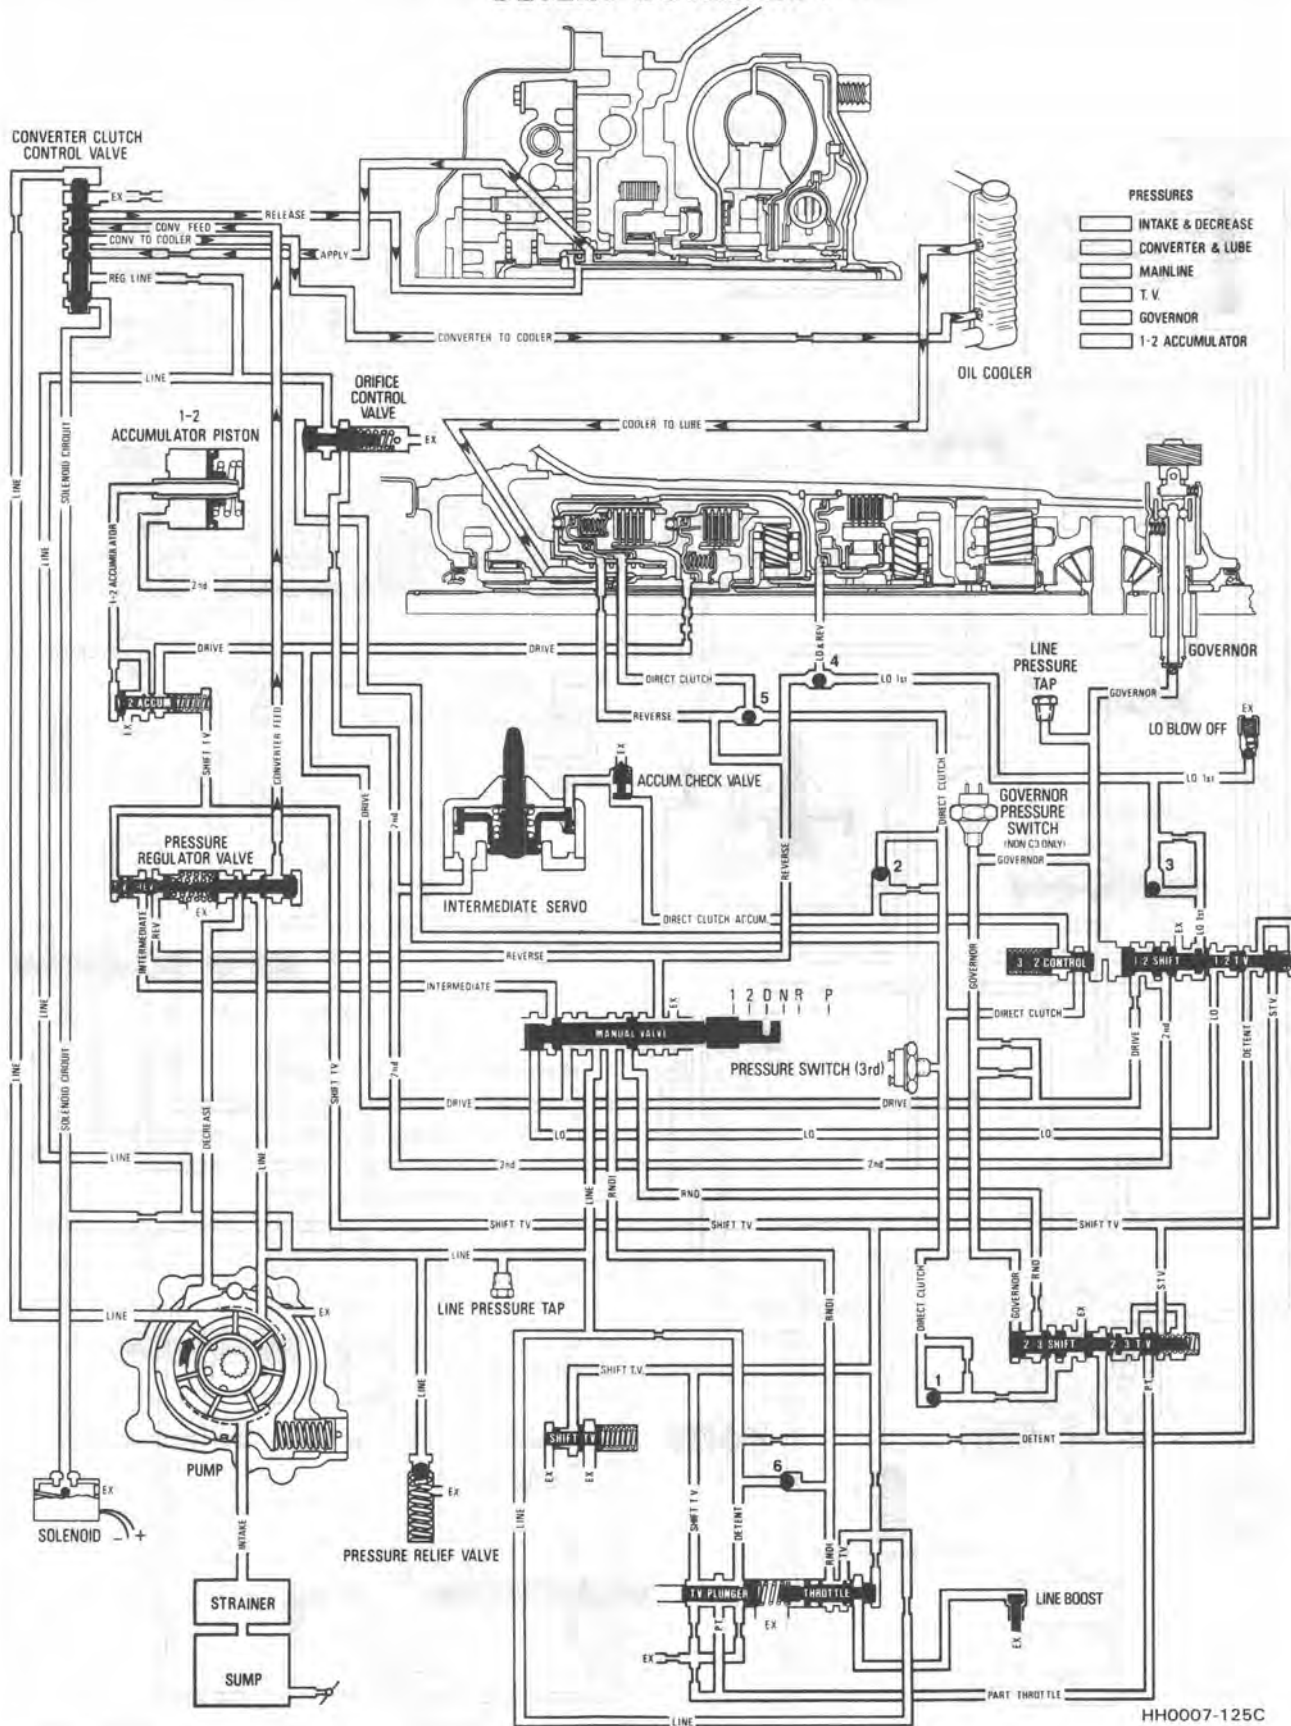 CONVERTER CLUTCH
CONTROL VALVE
EX
RELEASE
CONV. FEED
CONV TO COOLER
APPLY
REG LINE
CONVERTER TO COOLER
PRESSURES
INTAKE & DECREASE
CONVERTER & LUBE
MAINLINE
T. V.
GOVERNOR
1-2 ACCUMULATOR
OIL COOLER
LINE
ORIFICE
CONTROL
VALVE
EX
1-2
ACCUMULATOR PISTON
COOLER TO LUBE
LINE
LINE
SOLENOID CIRCUIT
1-2 ACCUMULATOR
2nd
DRIVE
DRIVE
LO & REV
4
LINE
PRESSURE
TAP
GOVERNOR
GOVERNOR
DIRECT CLUTCH
LO 1st
5
REVERSE
EX
LO BLOW OFF
LO 1st
2 ACCUM
EX
SHIFT TV
CONVERTER FEED
DRIVE
2nd
EX
ACCUM. CHECK VALVE
REVERSE
DIRECT CLUTCH
GOVERNOR
PRESSURE
SWITCH
(NON C3 ONLY)
GOVERNOR
3
PRESSURE
REGULATOR VALVE
REV
EX
INTERMEDIATE SERVO
2
DIRECT CLUTCH ACCUM.
INTERMEDIATE
REV
REVERSE
INTERMEDIATE
GOVERNOR
3 2 CONTROL
EX
LO 1st
1-2 SHIFT
1-2 TV
EX
1 2 D N R P
MANUAL VALVE
DIRECT CLUTCH
DRIVE
2nd
LO
DETENT
S.T.V.
PRESSURE SWITCH (3rd)
LINE
LINE
SOLENOID CIRCUIT
DECREASE
LINE
SHIFT TV
2nd
DRIVE
DRIVE
LO
LO
LO
LINE
2nd
2nd
LINE
RNDI
RND
SHIFT TV
SHIFT TV
SHIFT TV
LINE
LINE PRESSURE TAP
LINE
EX
RNDI
DIRECT CLUTCH
GOVERNOR
RND
EX
S.T.V.
2 3 SHIFT
2 3 T V
PT
LINE
SHIFT T.V.
1
SHIFT TV
EX
EX
DETENT
PUMP
SOLENOID
EX
- +
INTAKE
EX
PRESSURE RELIEF VALVE
LINE
SHIFT T V
DETENT
6
RNDI
TV
TV PLUNGER
THROTTLE
PT
EX
EX
LINE BOOST
EX
STRAINER
SUMP
PART THROTTLE
LINE
HH0007-125C